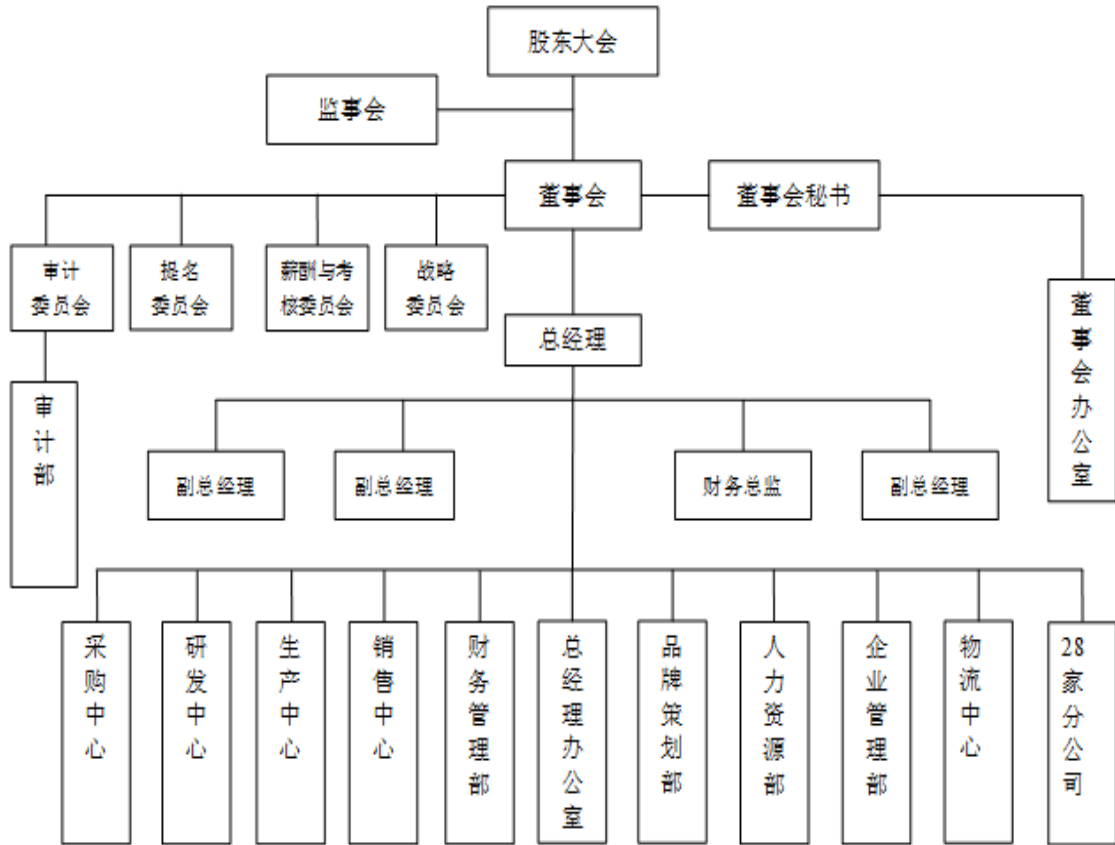 股东大会
监事会
董事会
董事会秘书
审计
委员会
提名
委员会
薪酬与考
核委员会
战略
委员会
董事会办公室
总经理
审计部
副总经理
副总经理
财务总监
副总经理
采购中心
研发中心
生产中心
销售中心
财务管理部
总经理办公室
品牌策划部
人力资源部
企业管理部
物流中心
28家分公司